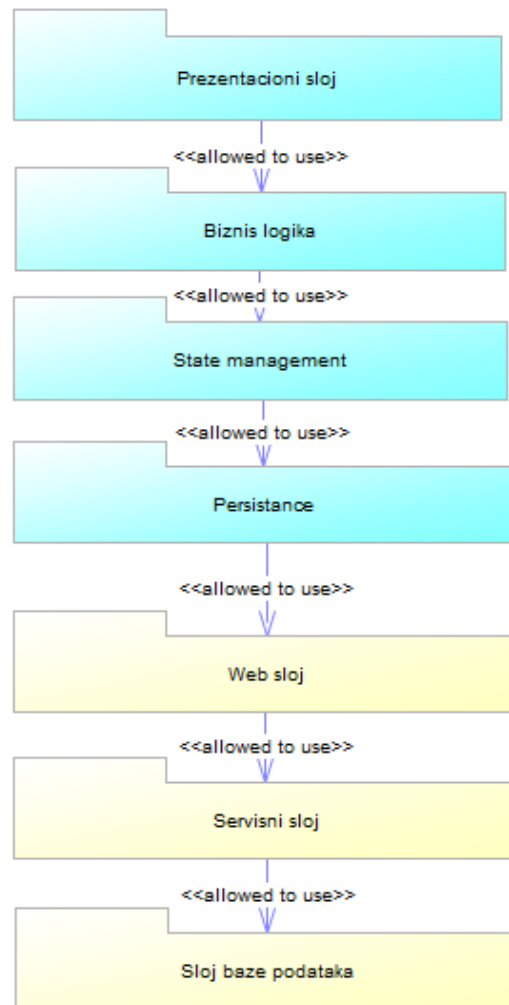 Prezentacioni sloj
<<allowed to use>>
Biznis logika
<<allowed to use>>
State management
<<allowed to use>>
Persistance
<<allowed to use>>
Web sloj
<<allowed to use>>
Servisni sloj
<<allowed to use>>
Sloj baze podataka